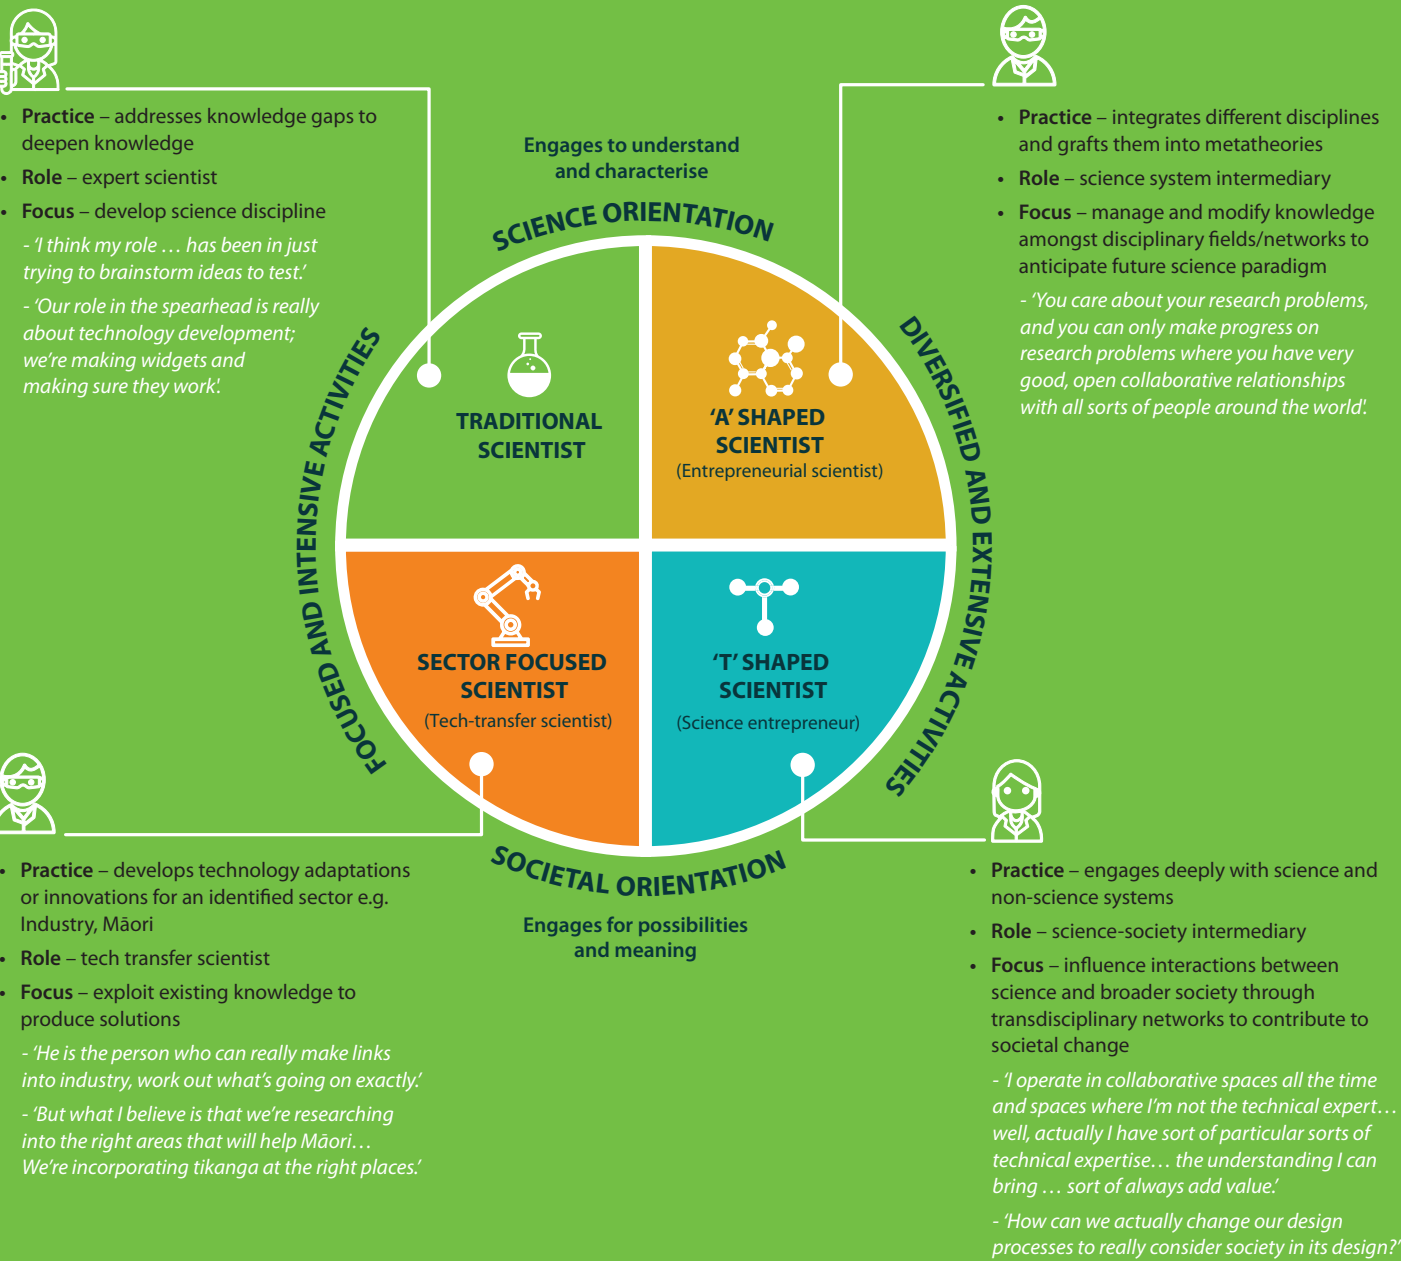 • Practice – addresses knowledge gaps to
deepen knowledge
• Role – expert scientist
• Focus – develop science discipline
- ‘I think my role … has been in just
trying to brainstorm ideas to test.’
- ‘Our role in the spearhead is really
about technology development;
we’re making widgets and
making sure they work’.
Engages to understand
and characterise
SCIENCE ORIENTATION
• Practice – integrates different disciplines
and grafts them into metatheories
• Role – science system intermediary
• Focus – manage and modify knowledge
amongst disciplinary fields/networks to
anticipate future science paradigm
- ‘You care about your research problems,
and you can only make progress on
research problems where you have very
good, open collaborative relationships
with all sorts of people around the world’.
FOCUSED AND INTENSIVE ACTIVITIES
TRADITIONAL
SCIENTIST
‘A’ SHAPED
SCIENTIST
(Entrepreneurial scientist)
DIVERSIFIED AND EXTENSIVE ACTIVITIES
SECTOR FOCUSED
SCIENTIST
(Tech-transfer scientist)
‘T’ SHAPED
SCIENTIST
(Science entrepreneur)
SOCIETAL ORIENTATION
Engages for possibilities
and meaning
• Practice – develops technology adaptations
or innovations for an identified sector e.g.
Industry, Māori
• Role – tech transfer scientist
• Focus – exploit existing knowledge to
produce solutions
- ‘He is the person who can really make links
into industry, work out what’s going on exactly.’
- ‘But what I believe is that we’re researching
into the right areas that will help Māori…
We’re incorporating tikanga at the right places.’
• Practice – engages deeply with science and
non-science systems
• Role – science-society intermediary
• Focus – influence interactions between
science and broader society through
transdisciplinary networks to contribute to
societal change
- ‘I operate in collaborative spaces all the time
and spaces where I’m not the technical expert…
well, actually I have sort of particular sorts of
technical expertise… the understanding I can
bring … sort of always add value.’
- ‘How can we actually change our design
processes to really consider society in its design?’